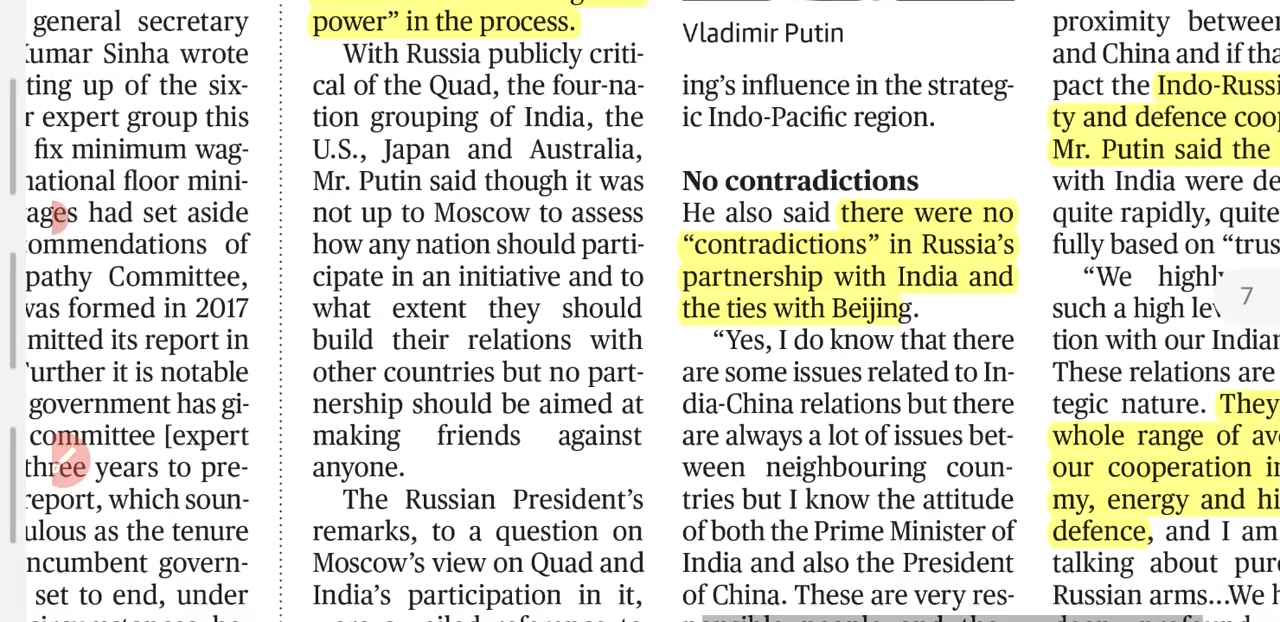 general secretary
Kumar Sinha wrote
ting up of the six-
r expert group this
fix minimum wag-
national floor mini-
ages had set aside
ommendations of
pathy Committee,
was formed in 2017
mitted its report in
Further it is notable
government has gi-
committee [expert
three years to pre-
report, which soun-
ulous as the tenure
ncumbent govern-
set to end, under
power” in the process.
With Russia publicly criti-
cal of the Quad, the four-na-
tion grouping of India, the
U.S., Japan and Australia,
Mr. Putin said though it was
not up to Moscow to assess
how any nation should parti-
cipate in an initiative and to
what extent they should
build their relations with
other countries but no part-
nership should be aimed at
making friends against
anyone.
The Russian President’s
remarks, to a question on
Moscow’s view on Quad and
India’s participation in it,
Vladimir Putin
ing’s influence in the strateg-
ic Indo-Pacific region.
No contradictions
He also said there were no
“contradictions” in Russia’s
partnership with India and
the ties with Beijing.
“Yes, I do know that there
are some issues related to In-
dia-China relations but there
are always a lot of issues bet-
ween neighbouring coun-
tries but I know the attitude
of both the Prime Minister of
India and also the President
of China. These are very res-
proximity between
and China and if tha
pact the Indo-Russi
ty and defence coop
Mr. Putin said the
with India were de
quite rapidly, quite
fully based on “trus
“We highly
such a high lev
tion with our Indian
These relations are
tegic nature. They
whole range of ave
our cooperation in
my, energy and hi
defence, and I am
talking about pure
Russian arms...We h
7